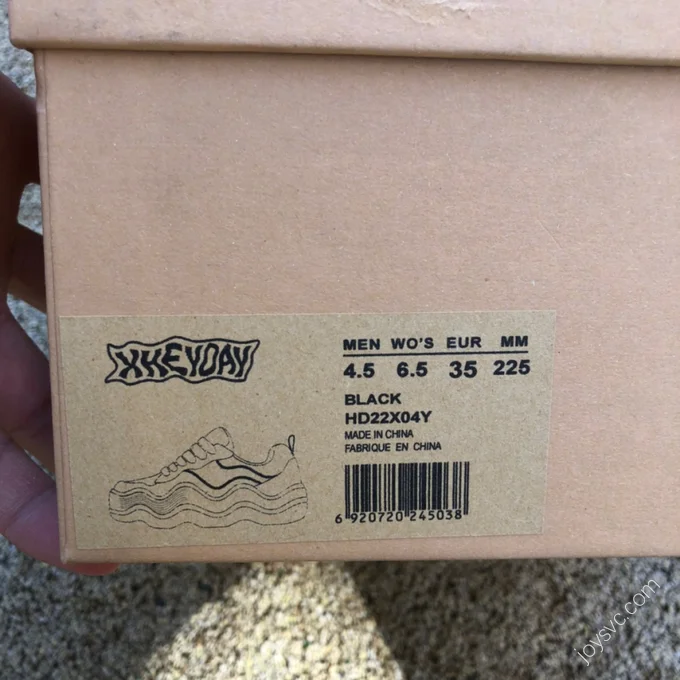 XHEYDAY
MEN WO'S EUR MM
4.5 6.5 35 225
BLACK
HD22X04Y
MADE IN CHINA
FABRIQUE EN CHINA
6 920720 245038
joysvc.com